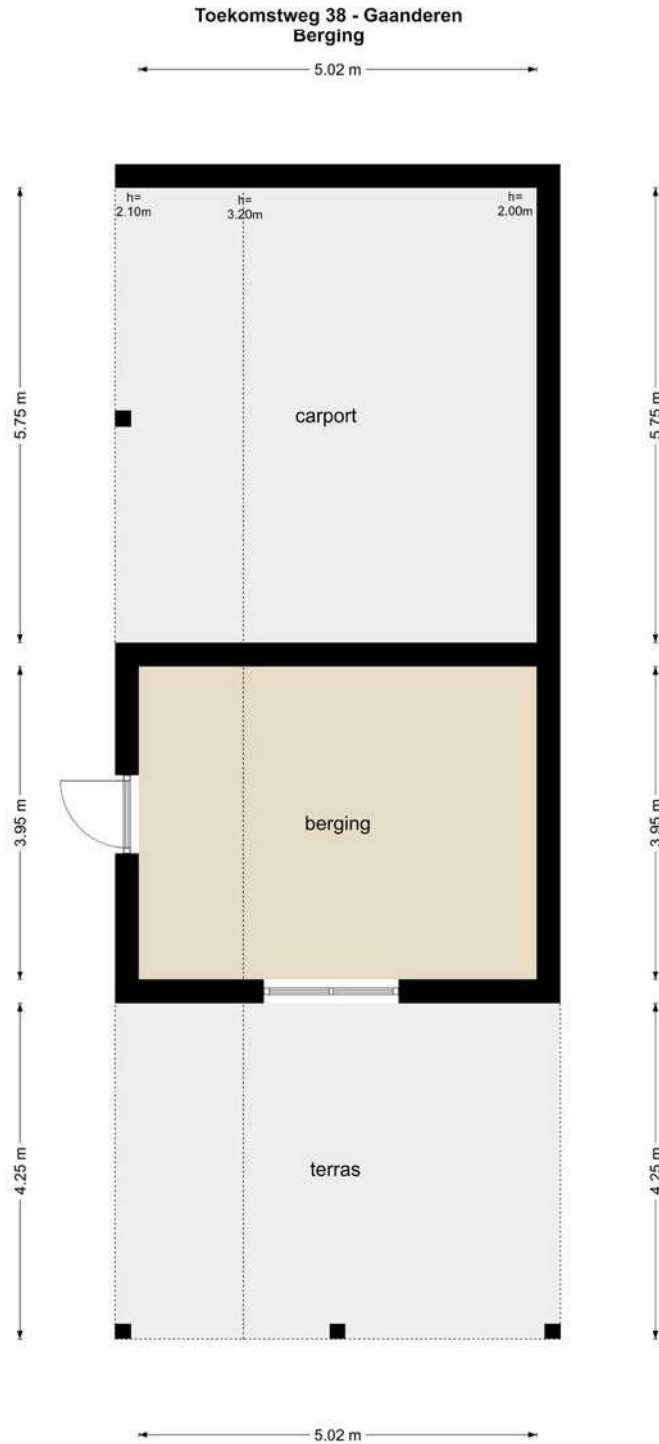 Toekomstweg 38 - Gaanderen
Berging
5.02 m
h=
2.10m
h=
3.20m
h=
2.00m
5.75 m
carport
5.75 m
3.95 m
berging
3.95 m
4.25 m
terras
4.25 m
5.02 m